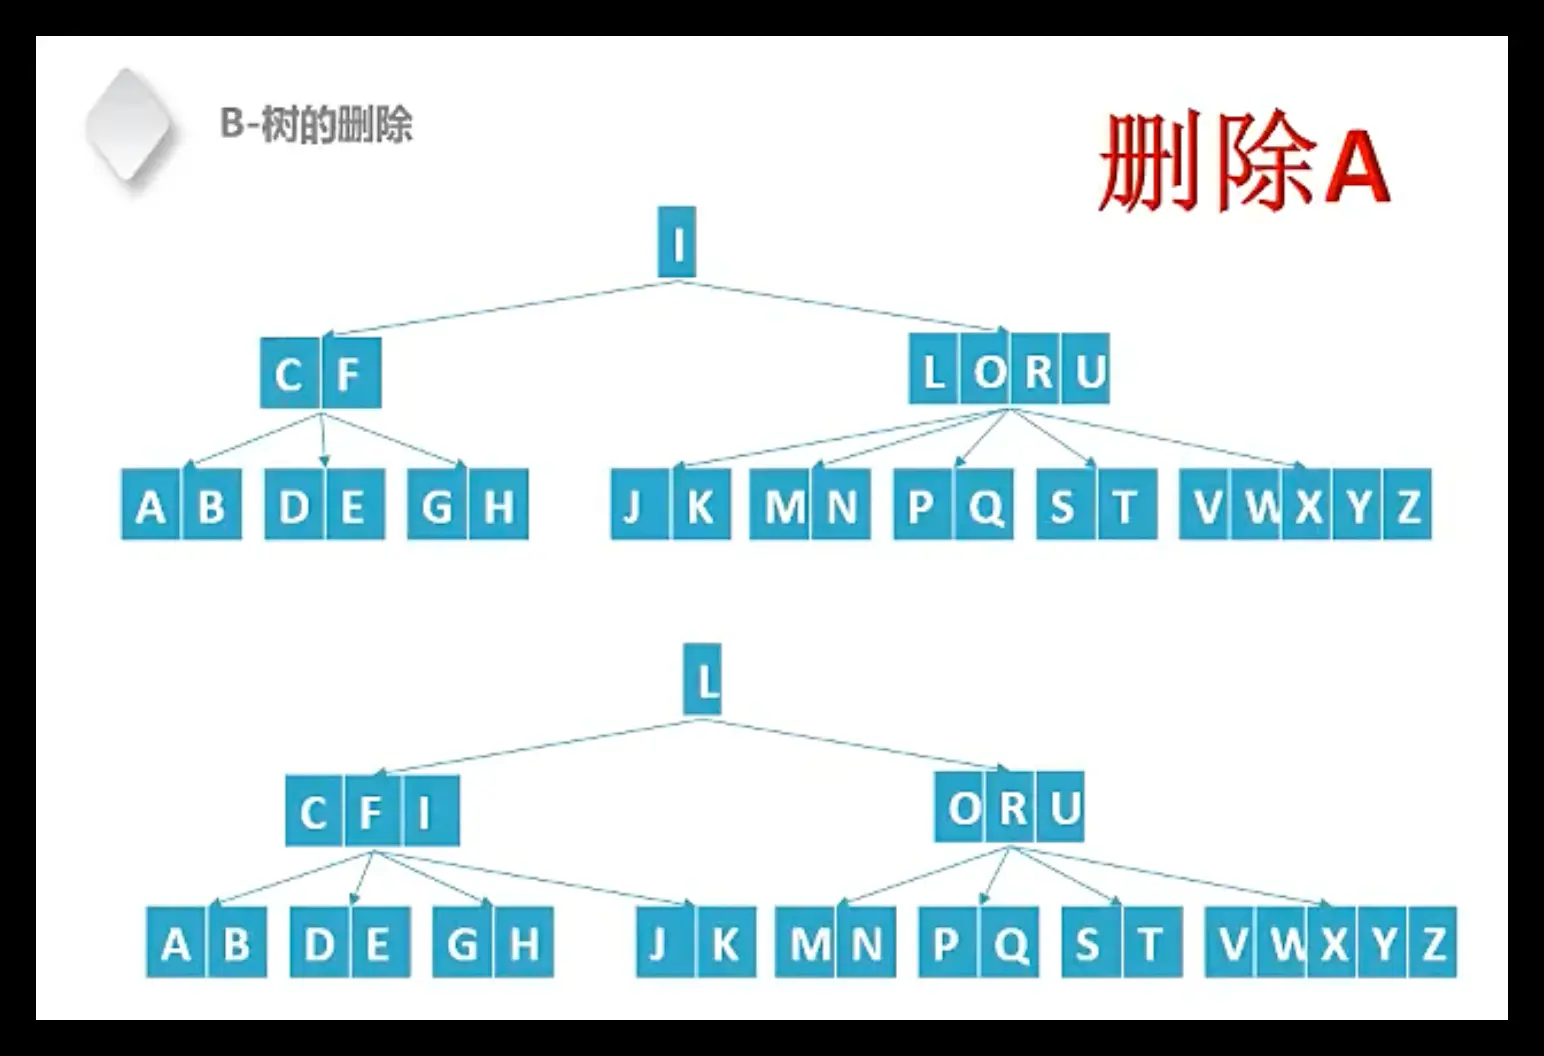 B-树的删除
删除A
I
C F
L O R U
A B D E G H J K M N P Q S T V W X Y Z
L
C F I
O R U
A B D E G H J K M N P Q S T V W X Y Z